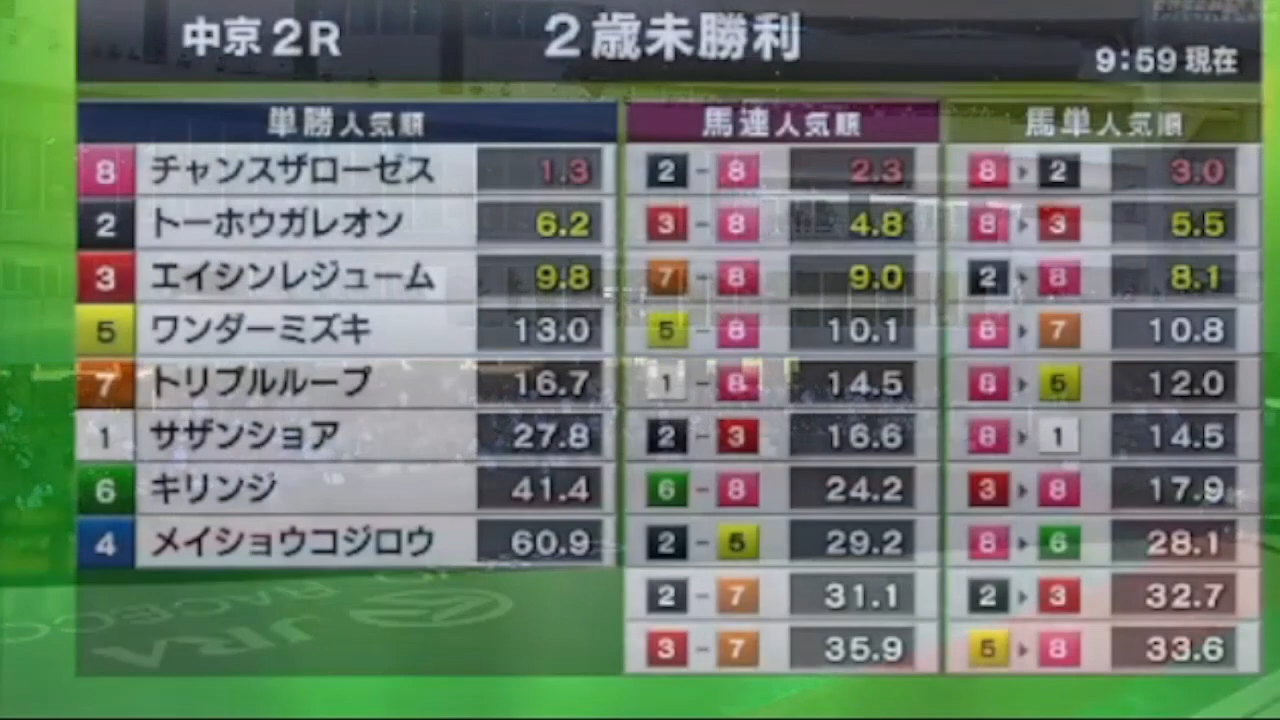 中京2R 2歳未勝利 9:59現在
単勝人気順 馬連人気順 馬単人気順
8 チャンスザローゼス 1.3 2-8 2.3 8▸2 3.0
2 トーホウガレオン 6.2 3-8 4.8 8▸3 5.5
3 エイシンレジューム 9.8 7-8 9.0 2▸8 8.1
5 ワンダーミズキ 13.0 5-8 10.1 8▸7 10.8
7 トリプルループ 16.7 1-8 14.5 8▸5 12.0
1 サザンショア 27.8 2-3 16.6 8▸1 14.5
6 キリンジ 41.4 6-8 24.2 3▸8 17.9
4 メイショウコジロウ 60.9 2-5 29.2 8▸6 28.1
2-7 31.1 2▸3 32.7
3-7 35.9 5▸8 33.6
JRA